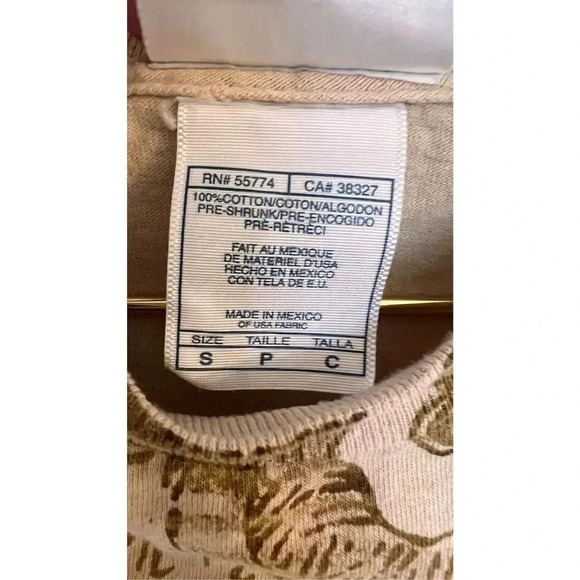 RN# 55774 CA# 38327
100%COTTON/COTON/ALGODON
PRE-SHRUNK/PRE-ENCOGIDO
PRÉ-RÉTRÉCI
FAIT AU MEXIQUE
DE MATERIEL D'USA
HECHO EN MEXICO
CON TELA DE E.U.
MADE IN MEXICO
OF USA FABRIC
SIZE TAILLE TALLA
S P C